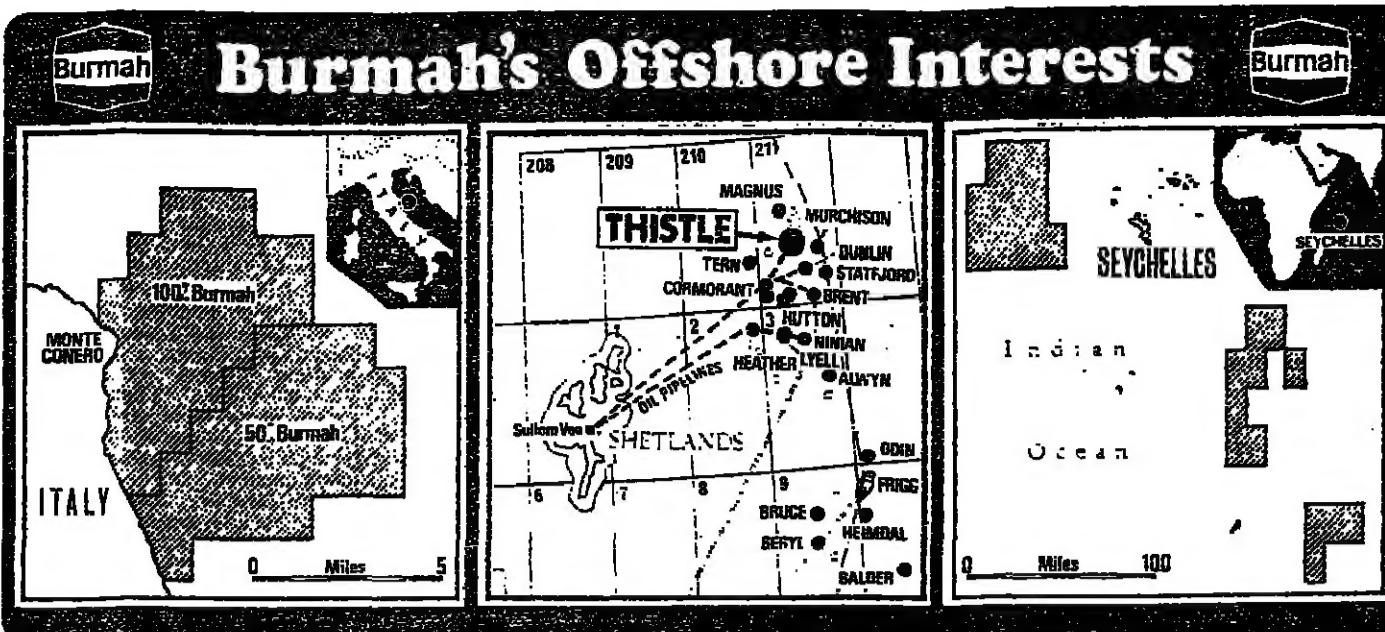 Burmah
Burmah's Offshore Interests
Burmah
ITALY
100% Burmah
MONTE
CONERO
50% Burmah
ITALY
0 Miles 5
208
209
210
211
MAGNUS
MURCHISON
THISTLE
DUNLIN
TERN
STATFJORD
CORMORANT
BRENT
1
2
3
HUTTON
NINIAN
HEATHER
LYELL
ALWYN
OIL PIPELINES
Sullom Voe
SHETLANDS
ODIN
6
7
8
9
FRIGG
BRUCE
HEIMDAL
BERYL
BALDER
SEYCHELLES
SEYCHELLES
Indian
Ocean
0 Miles 100